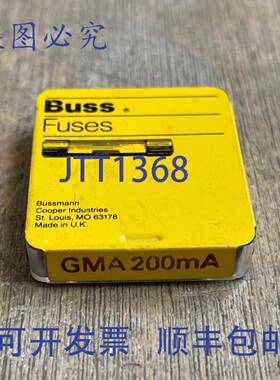 是图必究
Buss.
Fuses
JTT1368
Bussmann
Cooper Industries
St. Louis, MO 63178
Made in U.K.
GMA 200mA
可开发票 顺丰包邮